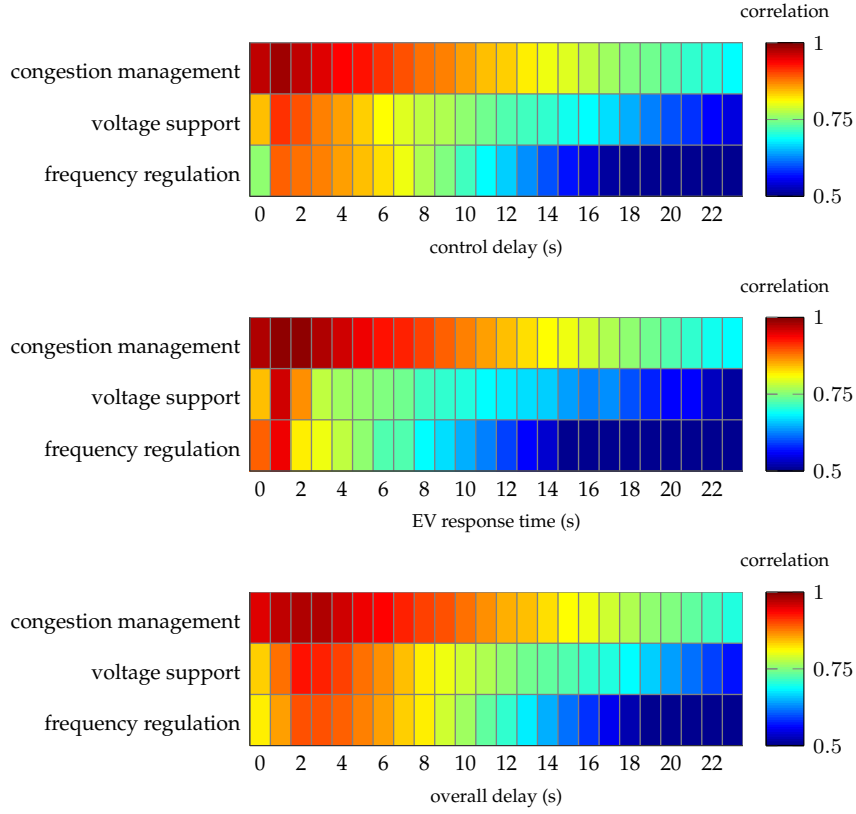 correlation
congestion management
voltage support
frequency regulation
1
0.75
0.5
0 2 4 6 8 10 12 14 16 18 20 22
control delay (s)
correlation
congestion management
voltage support
frequency regulation
1
0.75
0.5
0 2 4 6 8 10 12 14 16 18 20 22
EV response time (s)
correlation
congestion management
voltage support
frequency regulation
1
0.75
0.5
0 2 4 6 8 10 12 14 16 18 20 22
overall delay (s)